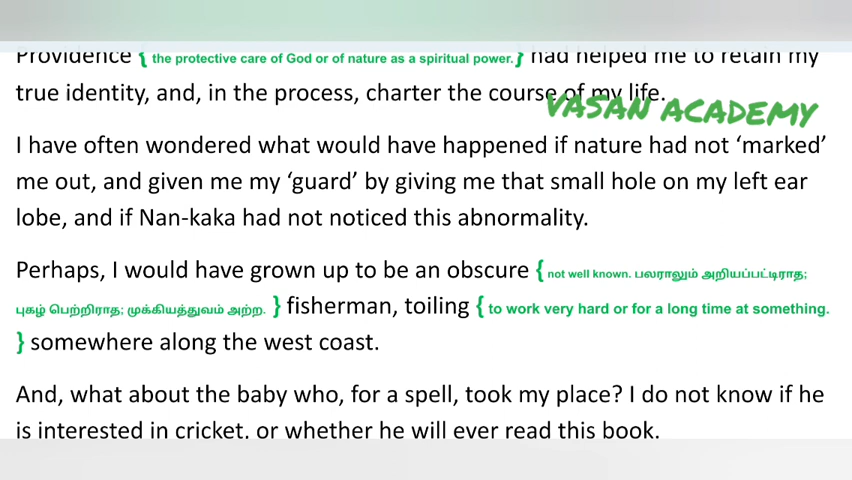 Providence { the protective care of God or of nature as a spiritual power. } had helped me to retain my
true identity, and, in the process, charter the course of my life.
VASAN ACADEMY
I have often wondered what would have happened if nature had not ‘marked’
me out, and given me my ‘guard’ by giving me that small hole on my left ear
lobe, and if Nan-kaka had not noticed this abnormality.
Perhaps, I would have grown up to be an obscure { not well known. பலராலும் அறியப்பட்டிராத;
புகழ் பெற்றிராத; முக்கியத்துவம் அற்ற. } fisherman, toiling { to work very hard or for a long time at something.
} somewhere along the west coast.
And, what about the baby who, for a spell, took my place? I do not know if he
is interested in cricket, or whether he will ever read this book.